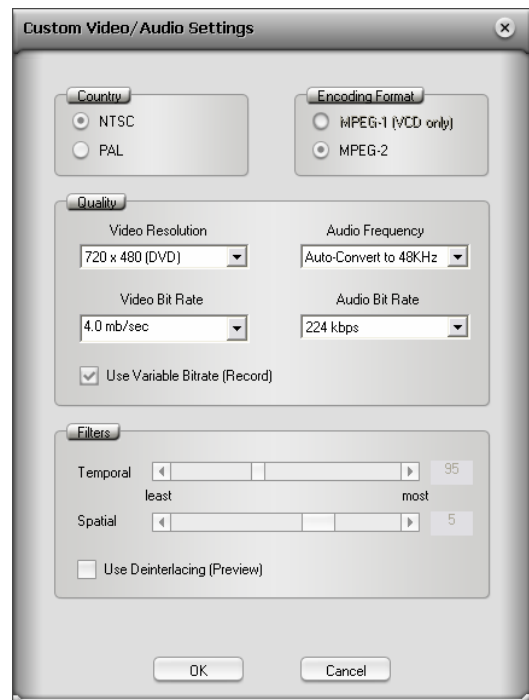 Custom Video/Audio Settings
Country
NTSC
PAL
Encoding Format
MPEG-1 (VCD only)
MPEG-2
Quality
Video Resolution
720 x 480 (DVD)
Audio Frequency
Auto-Convert to 48KHz
Video Bit Rate
4.0 mb/sec
Audio Bit Rate
224 kbps
Use Variable Bitrate (Record)
Filters
Temporal
95
least
most
Spatial
5
Use Deinterlacing (Preview)
OK
Cancel